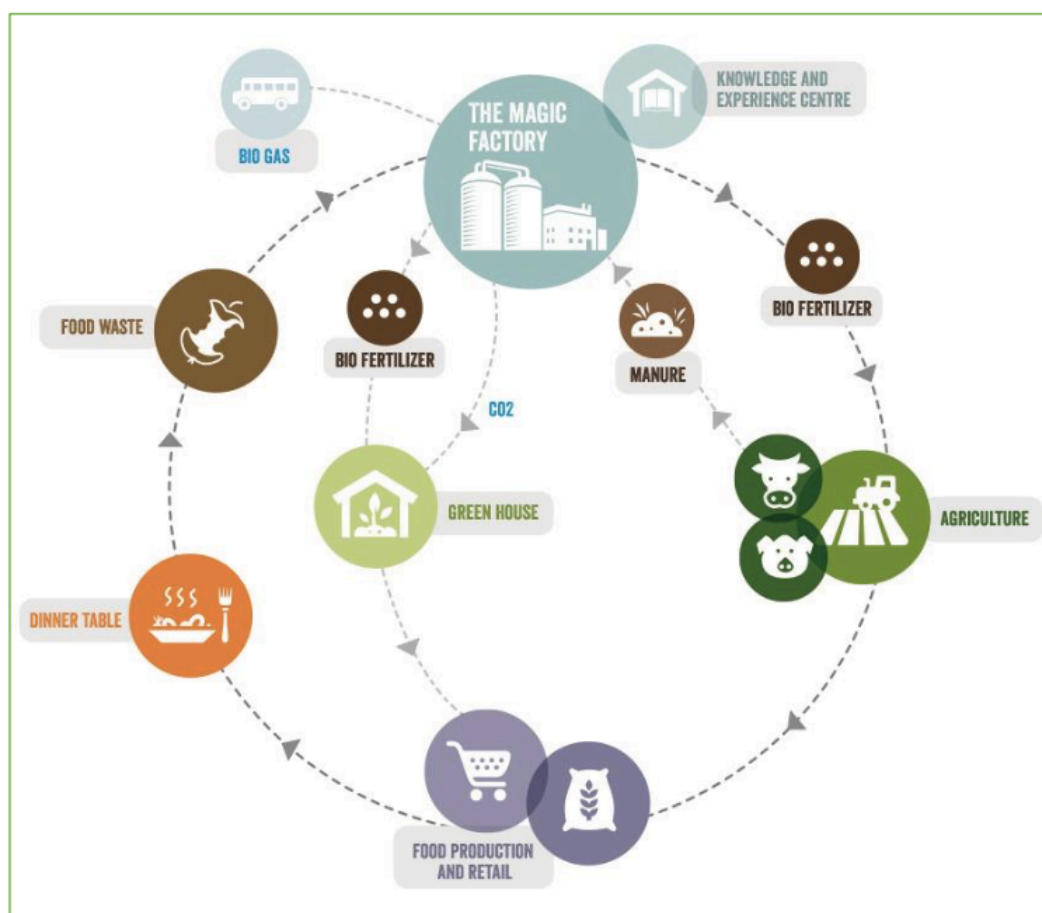 THE MAGIC
FACTORY
KNOWLEDGE AND
EXPERIENCE CENTRE
BIO GAS
FOOD WASTE
BIO FERTILIZER
MANURE
BIO FERTILIZER
CO2
GREEN HOUSE
AGRICULTURE
DINNER TABLE
FOOD PRODUCTION
AND RETAIL